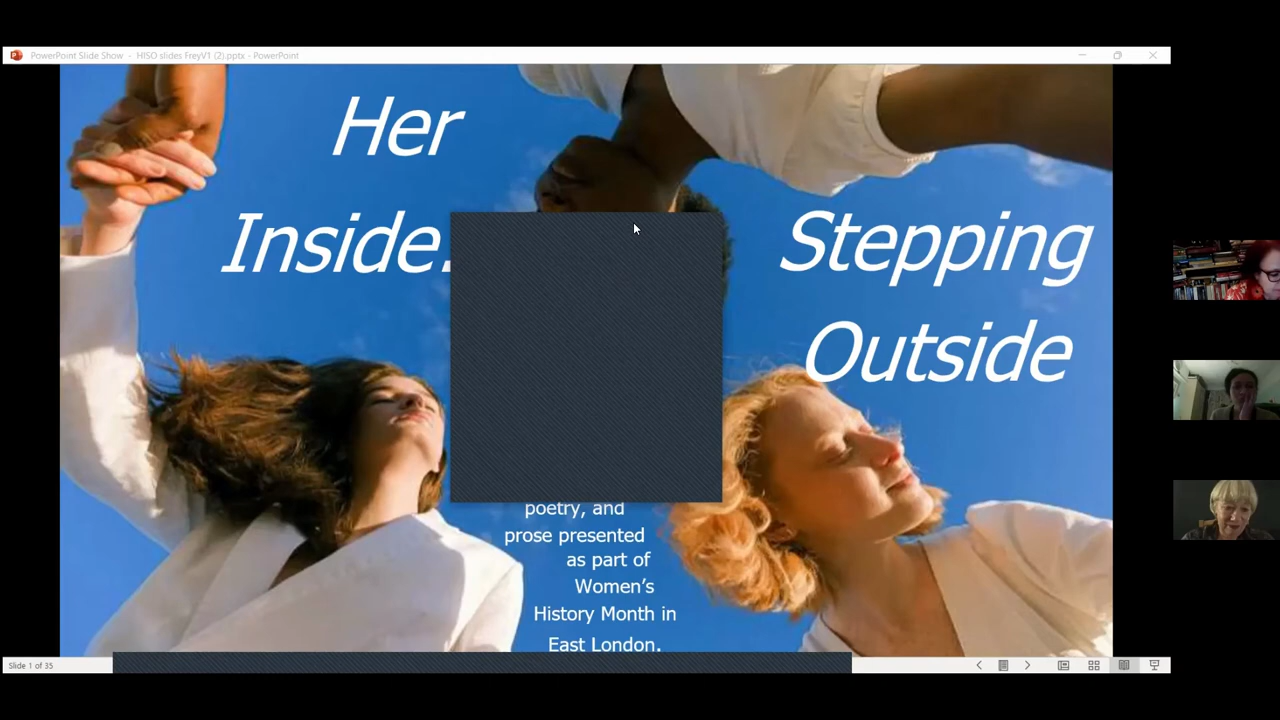 PowerPoint Slide Show - HISO slides FreyV1 (2).pptx - PowerPoint
Her
Inside.
Stepping
Outside
poetry, and
prose presented
as part of
Women's
History Month in
East London.
Slide 1 of 35